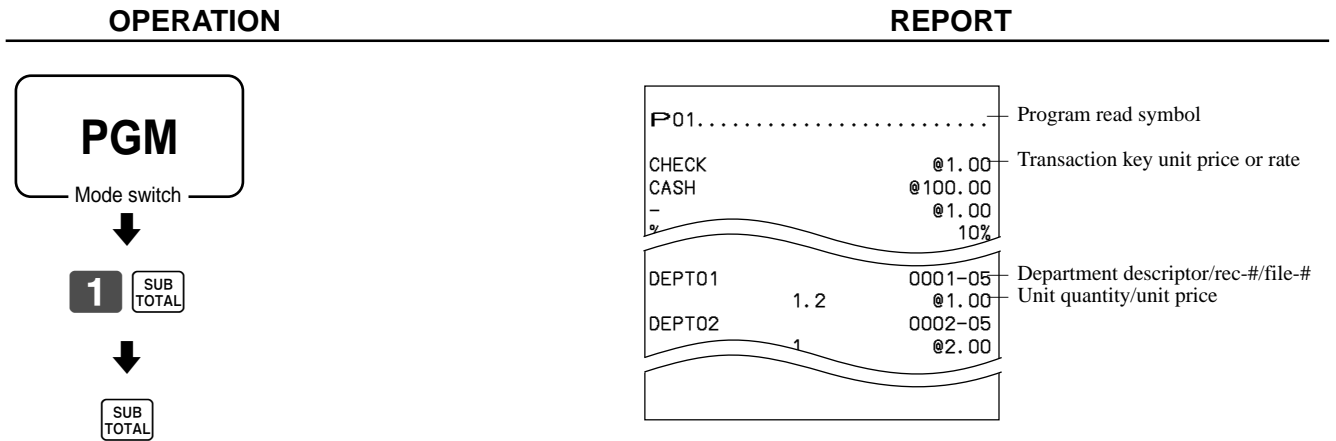 OPERATION
REPORT
PGM
Mode switch
1 SUB TOTAL
SUB TOTAL
P01......................... Program read symbol
CHECK @1.00 Transaction key unit price or rate
CASH @100.00
– @1.00
% 10%
DEPT01 0001-05 Department descriptor/rec-#/file-#
1.2 @1.00 Unit quantity/unit price
DEPT02 0002-05
1 @2.00